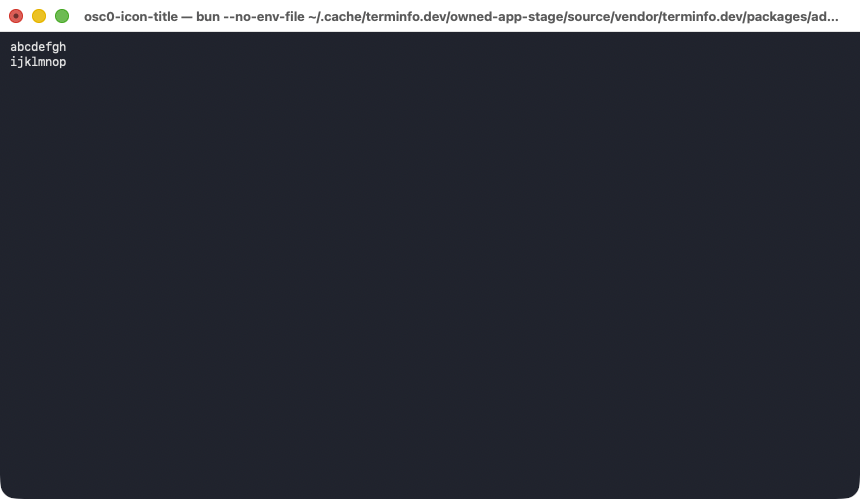 osc0-icon-title — bun --no-env-file ~/.cache/terminfo.dev/owned-app-stage/source/vendor/terminfo.dev/packages/ad...
abcdefgh
ijklmnop